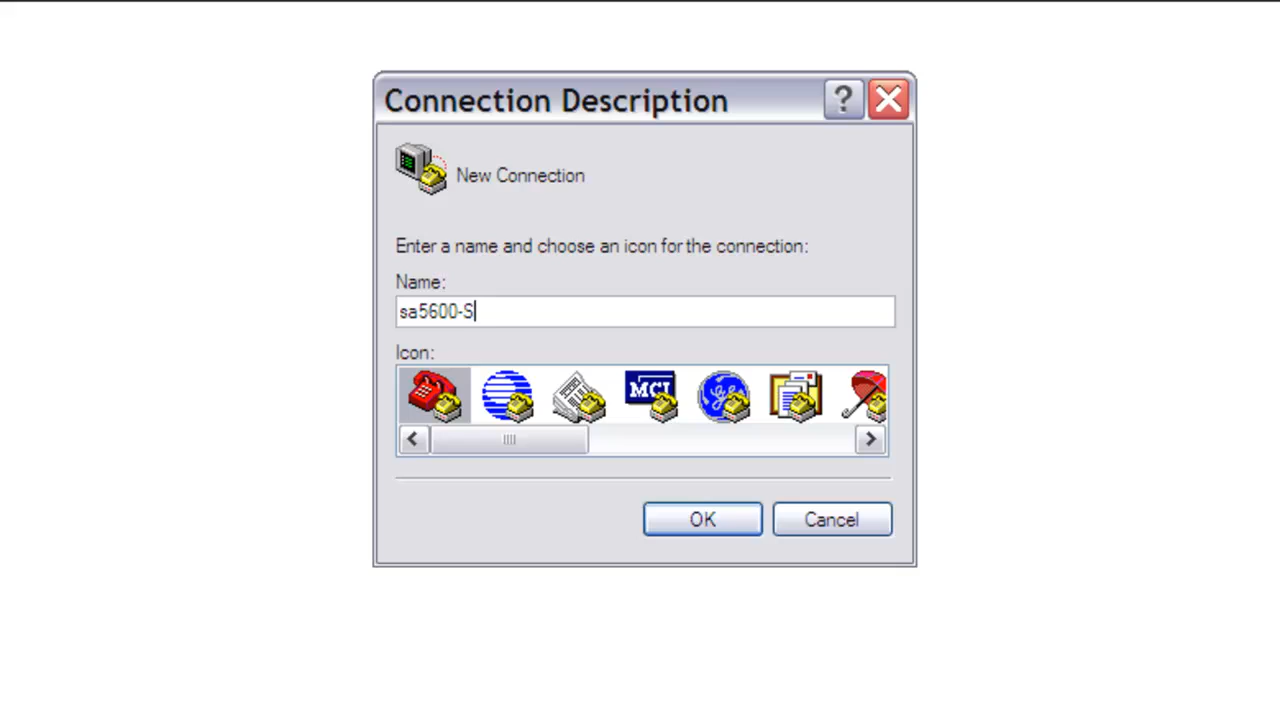 Connection Description
New Connection
Enter a name and choose an icon for the connection:
Name:
sa5600-S
Icon:
MCI
OK
Cancel